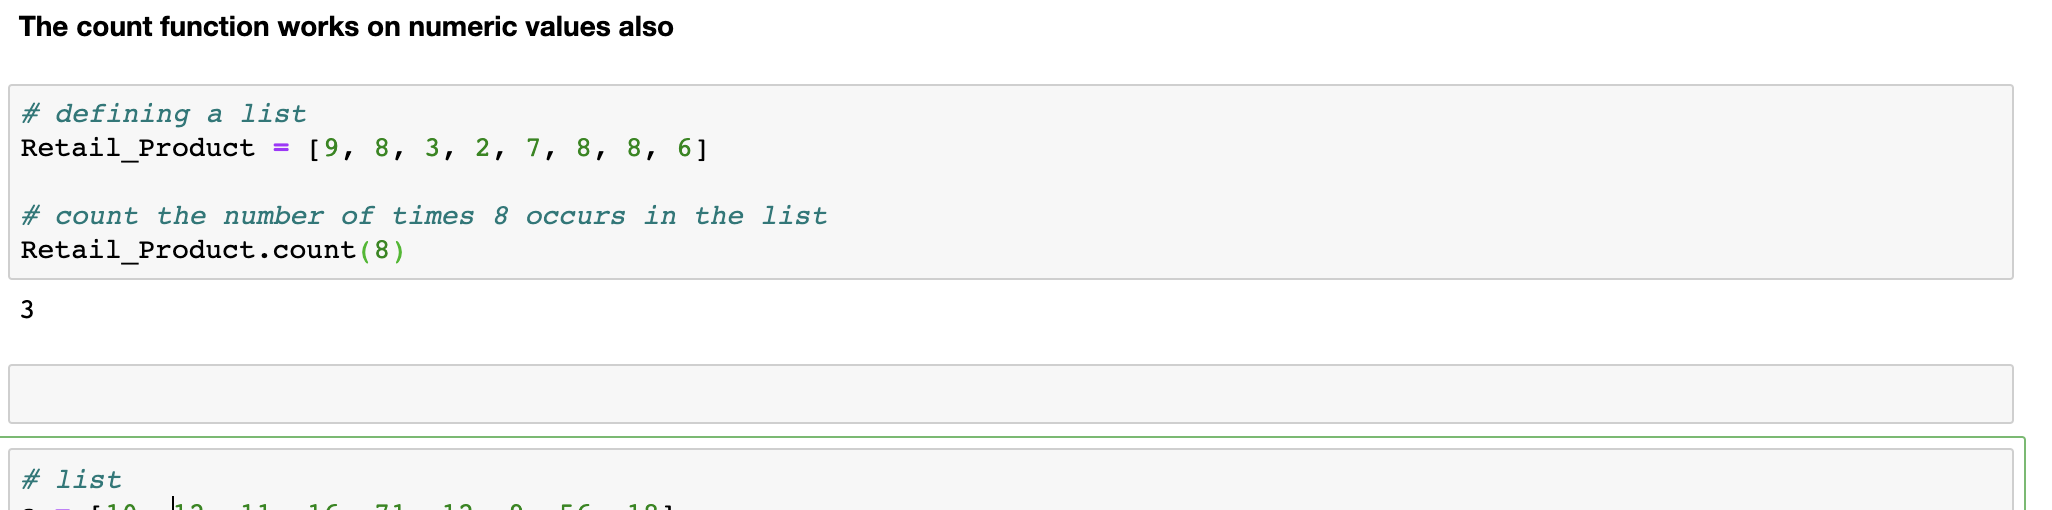 The count function works on numeric values also
# defining a list
Retail_Product = [9, 8, 3, 2, 7, 8, 8, 6]
# count the number of times 8 occurs in the list
Retail_Product.count(8)
3
# list